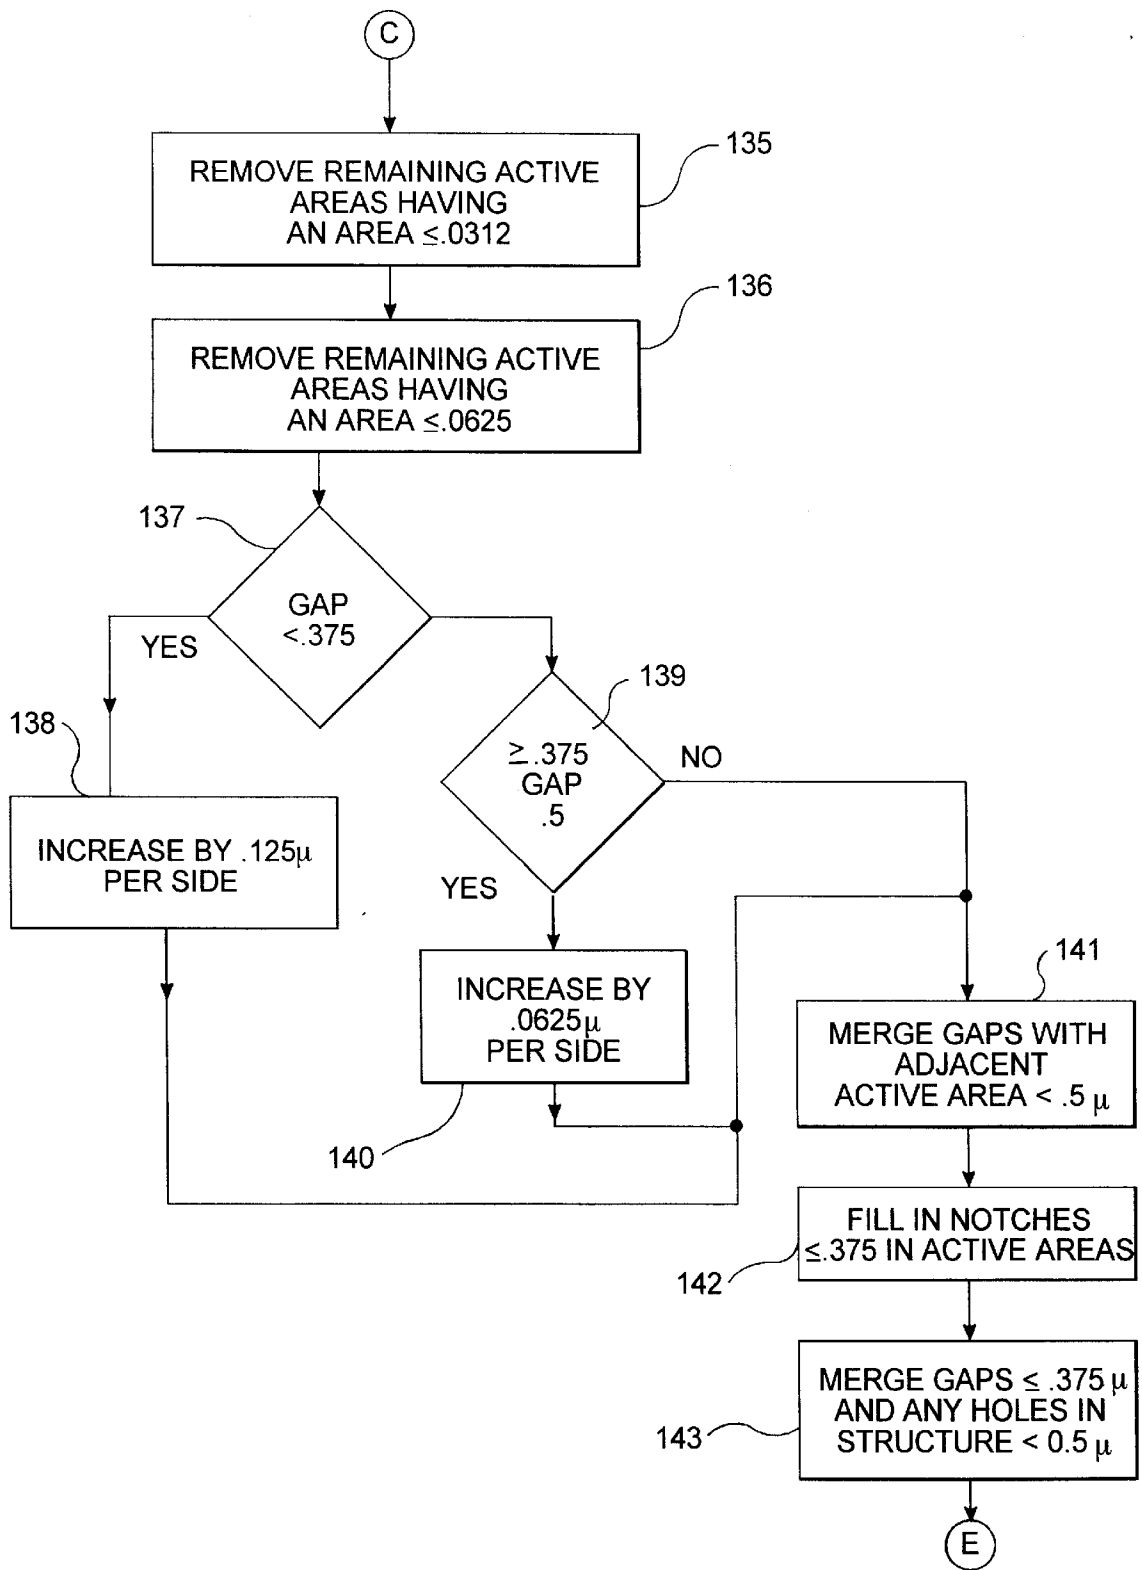 C
REMOVE REMAINING ACTIVE
AREAS HAVING
AN AREA ≤.0312
135
REMOVE REMAINING ACTIVE
AREAS HAVING
AN AREA ≤.0625
136
137
GAP
<.375
YES
139
≥.375
GAP
.5
NO
YES
138
INCREASE BY .125μ
PER SIDE
INCREASE BY
.0625μ
PER SIDE
140
141
MERGE GAPS WITH
ADJACENT
ACTIVE AREA < .5 μ
FILL IN NOTCHES
≤.375 IN ACTIVE AREAS
142
MERGE GAPS ≤ .375 μ
AND ANY HOLES IN
STRUCTURE < 0.5 μ
143
E